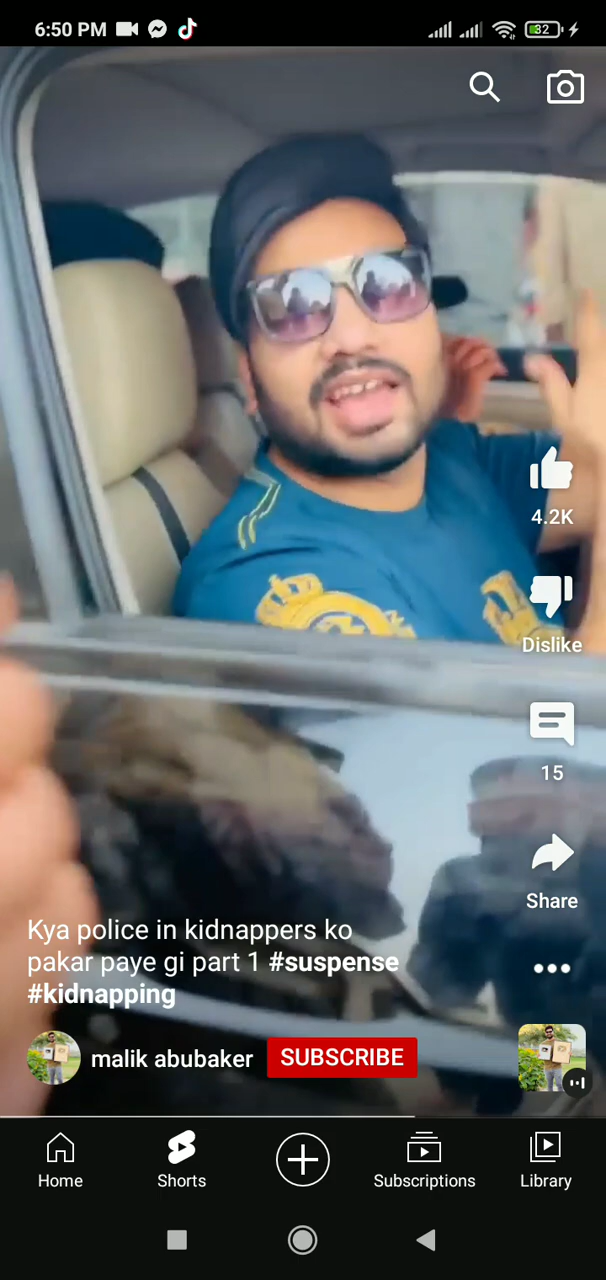 6:50 PM
32
4.2K
Dislike
15
Share
Kya police in kidnappers ko
pakar paye gi part 1 #suspense
#kidnapping
malik abubaker SUBSCRIBE
Home Shorts Subscriptions Library